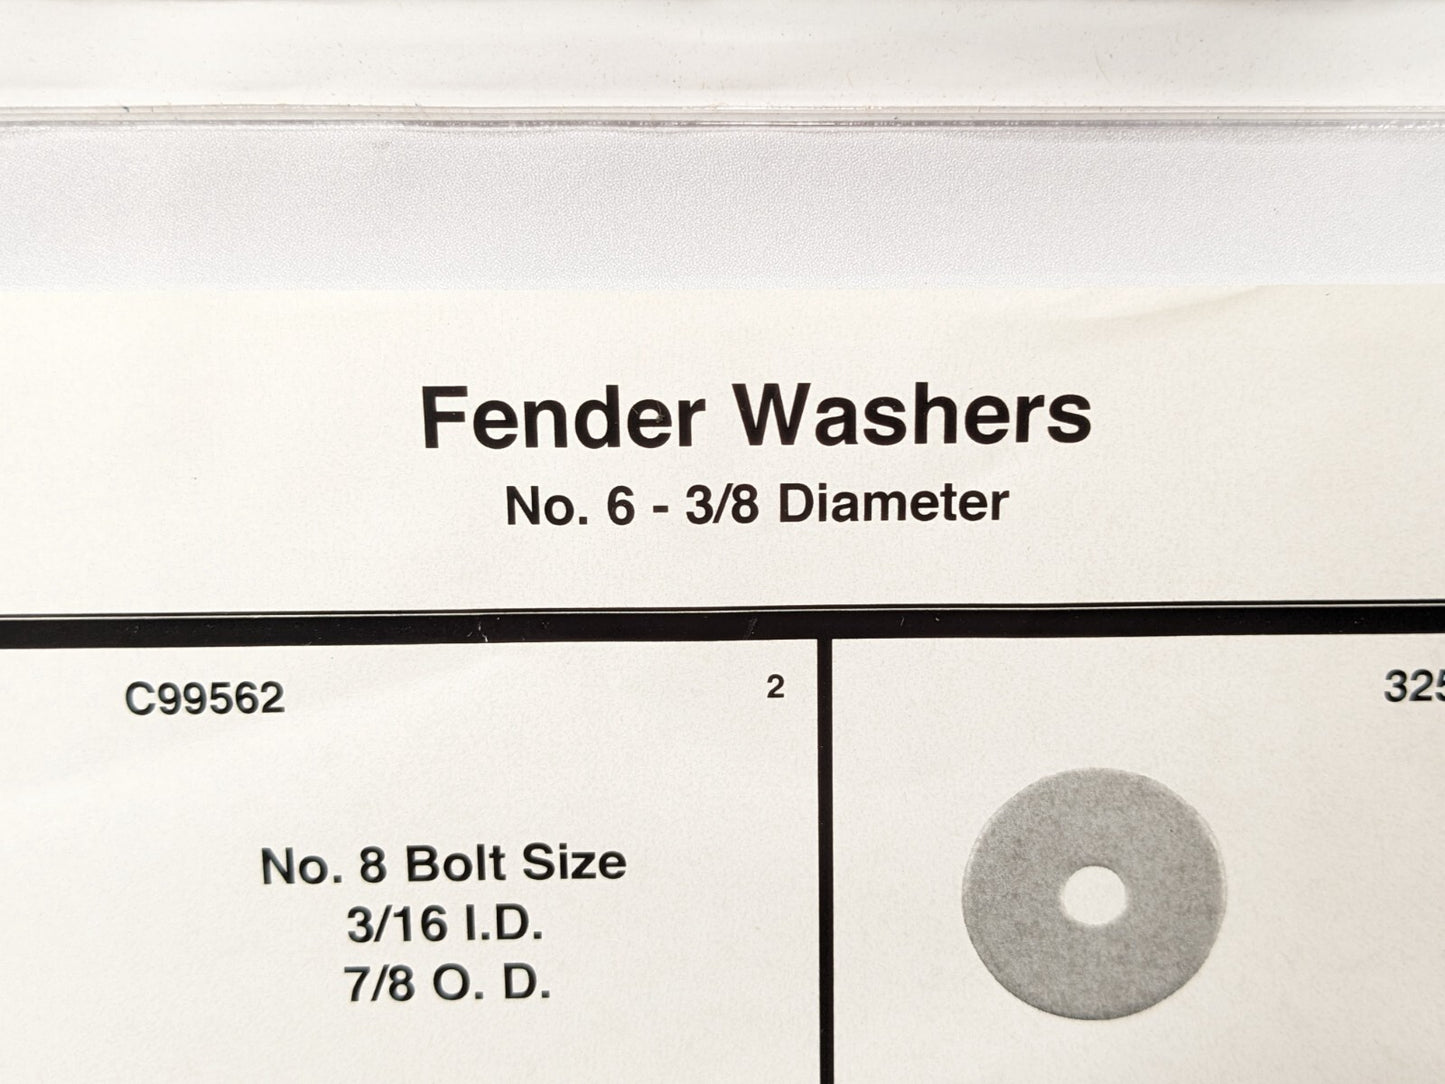 Fender Washers
No. 6 - 3/8 Diameter
C99562
2
No. 8 Bolt Size
3/16 I.D.
7/8 O. D.